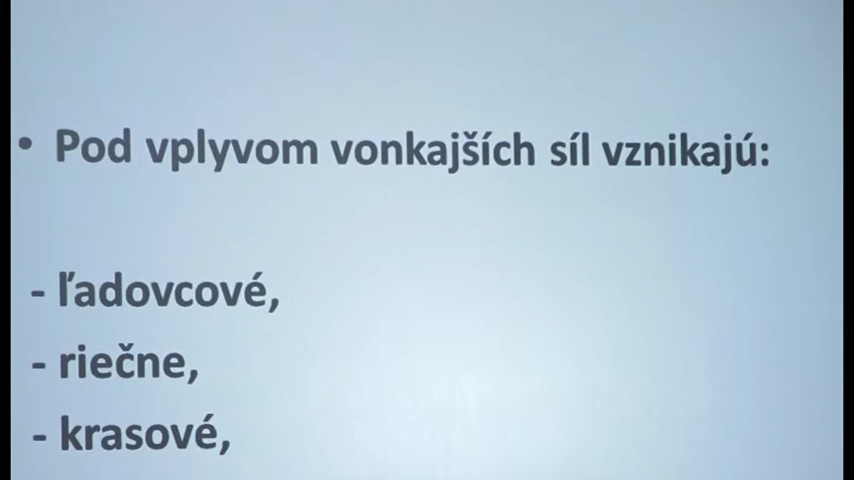 • Pod vplyvom vonkajších síl vznikajú:
- ľadovcové,
- riečne,
- krasové,